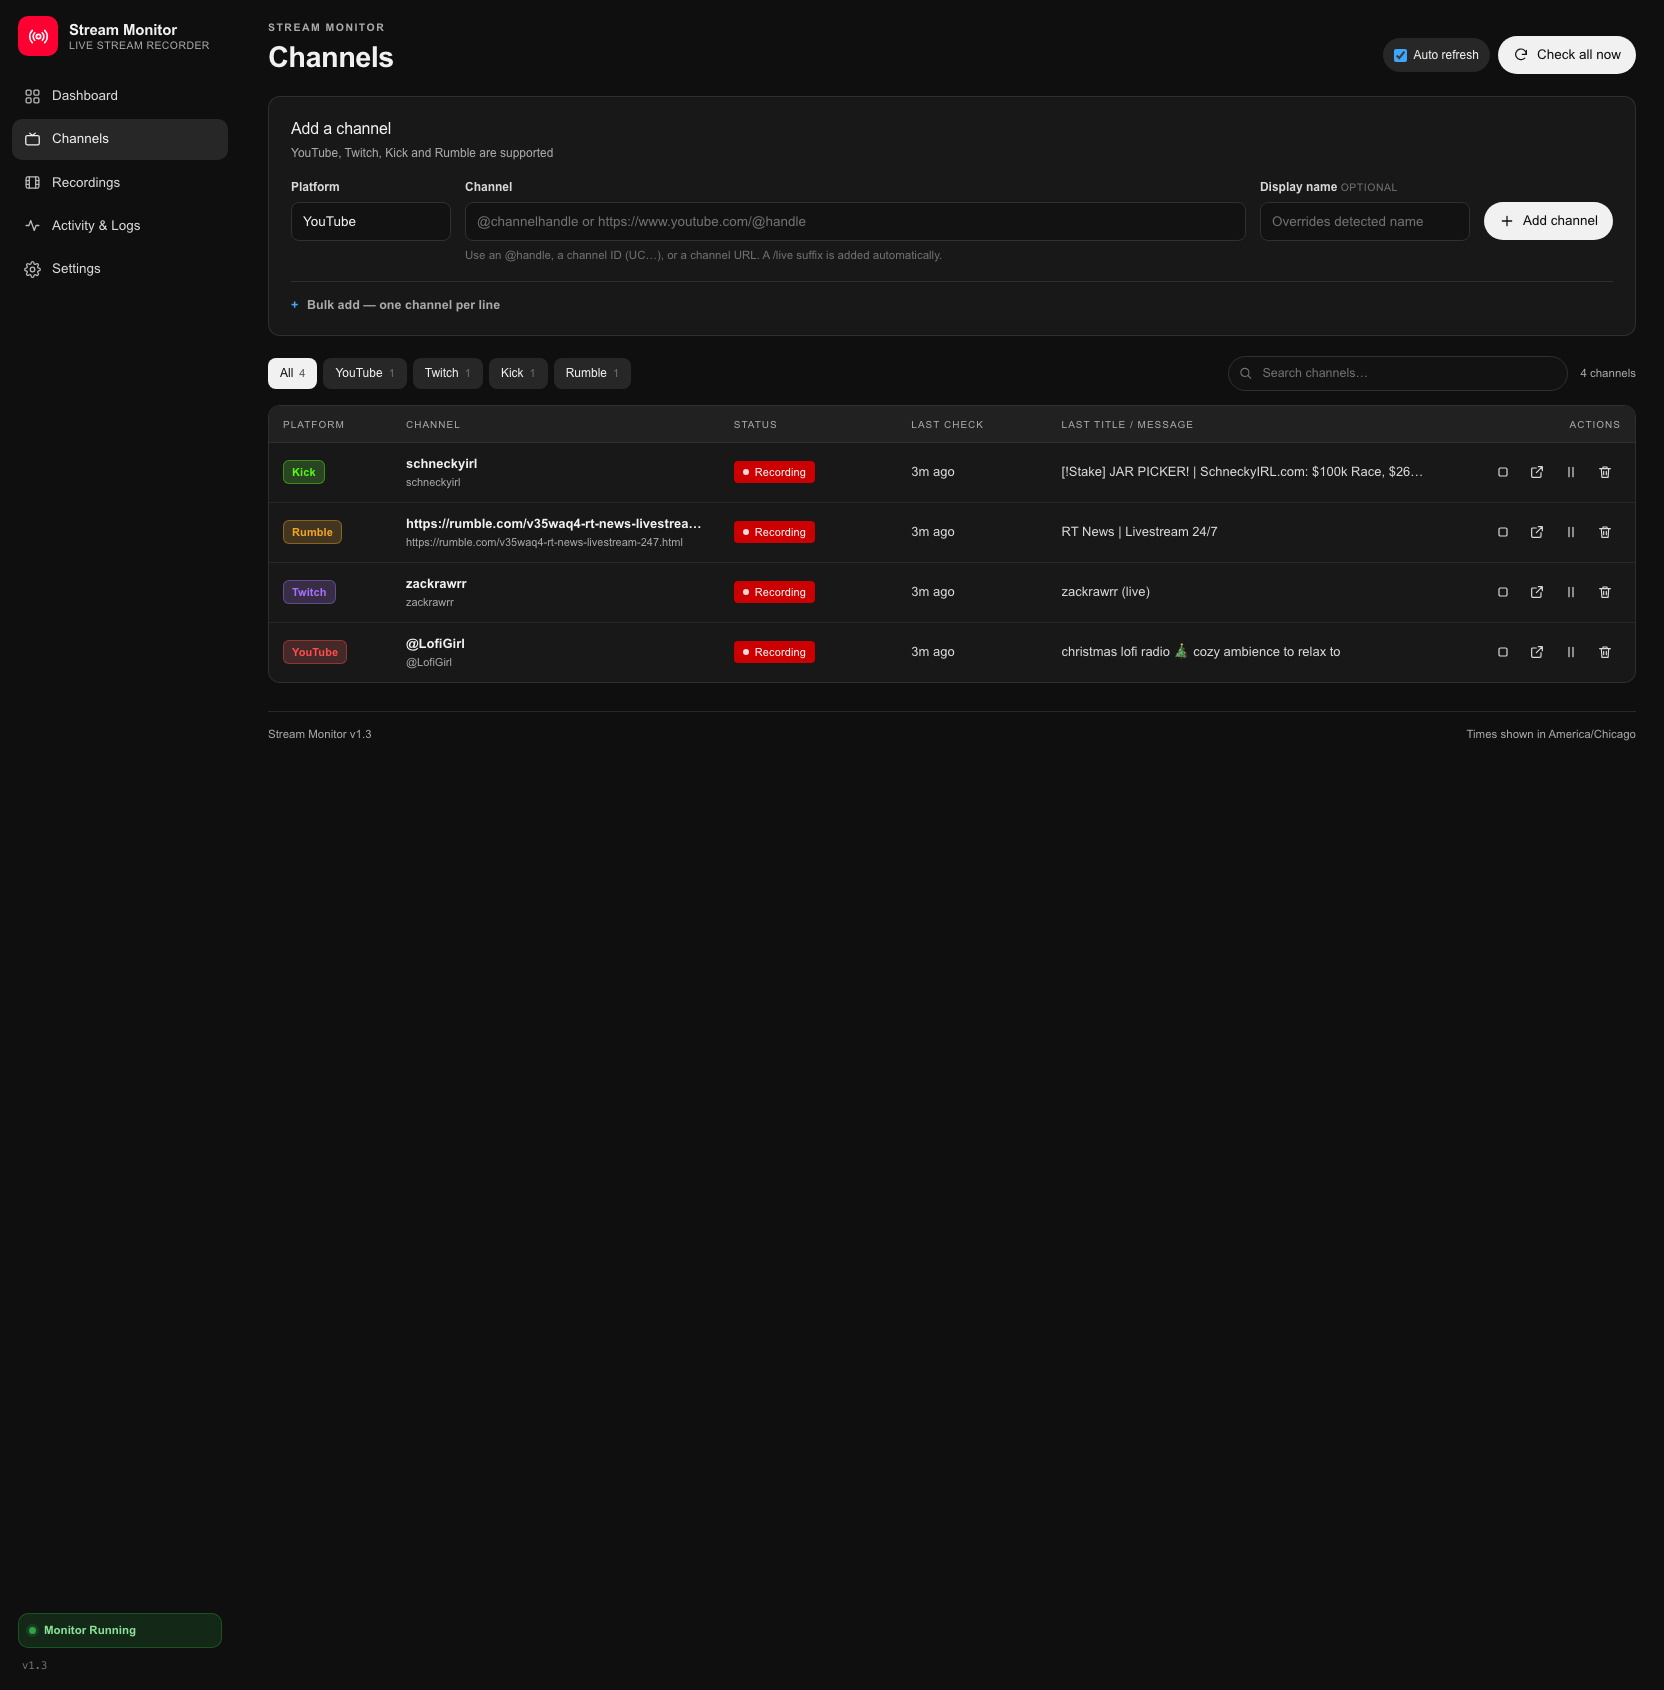 Stream Monitor
LIVE STREAM RECORDER
Dashboard
Channels
Recordings
Activity & Logs
Settings
STREAM MONITOR
Channels
Auto refresh
Check all now
Add a channel
YouTube, Twitch, Kick and Rumble are supported
Platform
Channel
Display name OPTIONAL
YouTube
@channelhandle or https://www.youtube.com/@handle
Overrides detected name
+ Add channel
Use an @handle, a channel ID (UC…), or a channel URL. A /live suffix is added automatically.
+ Bulk add — one channel per line
All 4
YouTube 1
Twitch 1
Kick 1
Rumble 1
Search channels…
4 channels
PLATFORM CHANNEL STATUS LAST CHECK LAST TITLE / MESSAGE ACTIONS
Kick
schneckyirl
schneckyirl
Recording
3m ago
[!Stake] JAR PICKER! | SchneckyIRL.com: $100k Race, $26…
Rumble
https://rumble.com/v35waq4-rt-news-livestrea…
https://rumble.com/v35waq4-rt-news-livestream-247.html
Recording
3m ago
RT News | Livestream 24/7
Twitch
zackrawrr
zackrawrr
Recording
3m ago
zackrawrr (live)
YouTube
@LofiGirl
@LofiGirl
Recording
3m ago
christmas lofi radio 🎄 cozy ambience to relax to
Stream Monitor v1.3
Times shown in America/Chicago
Monitor Running
v1.3